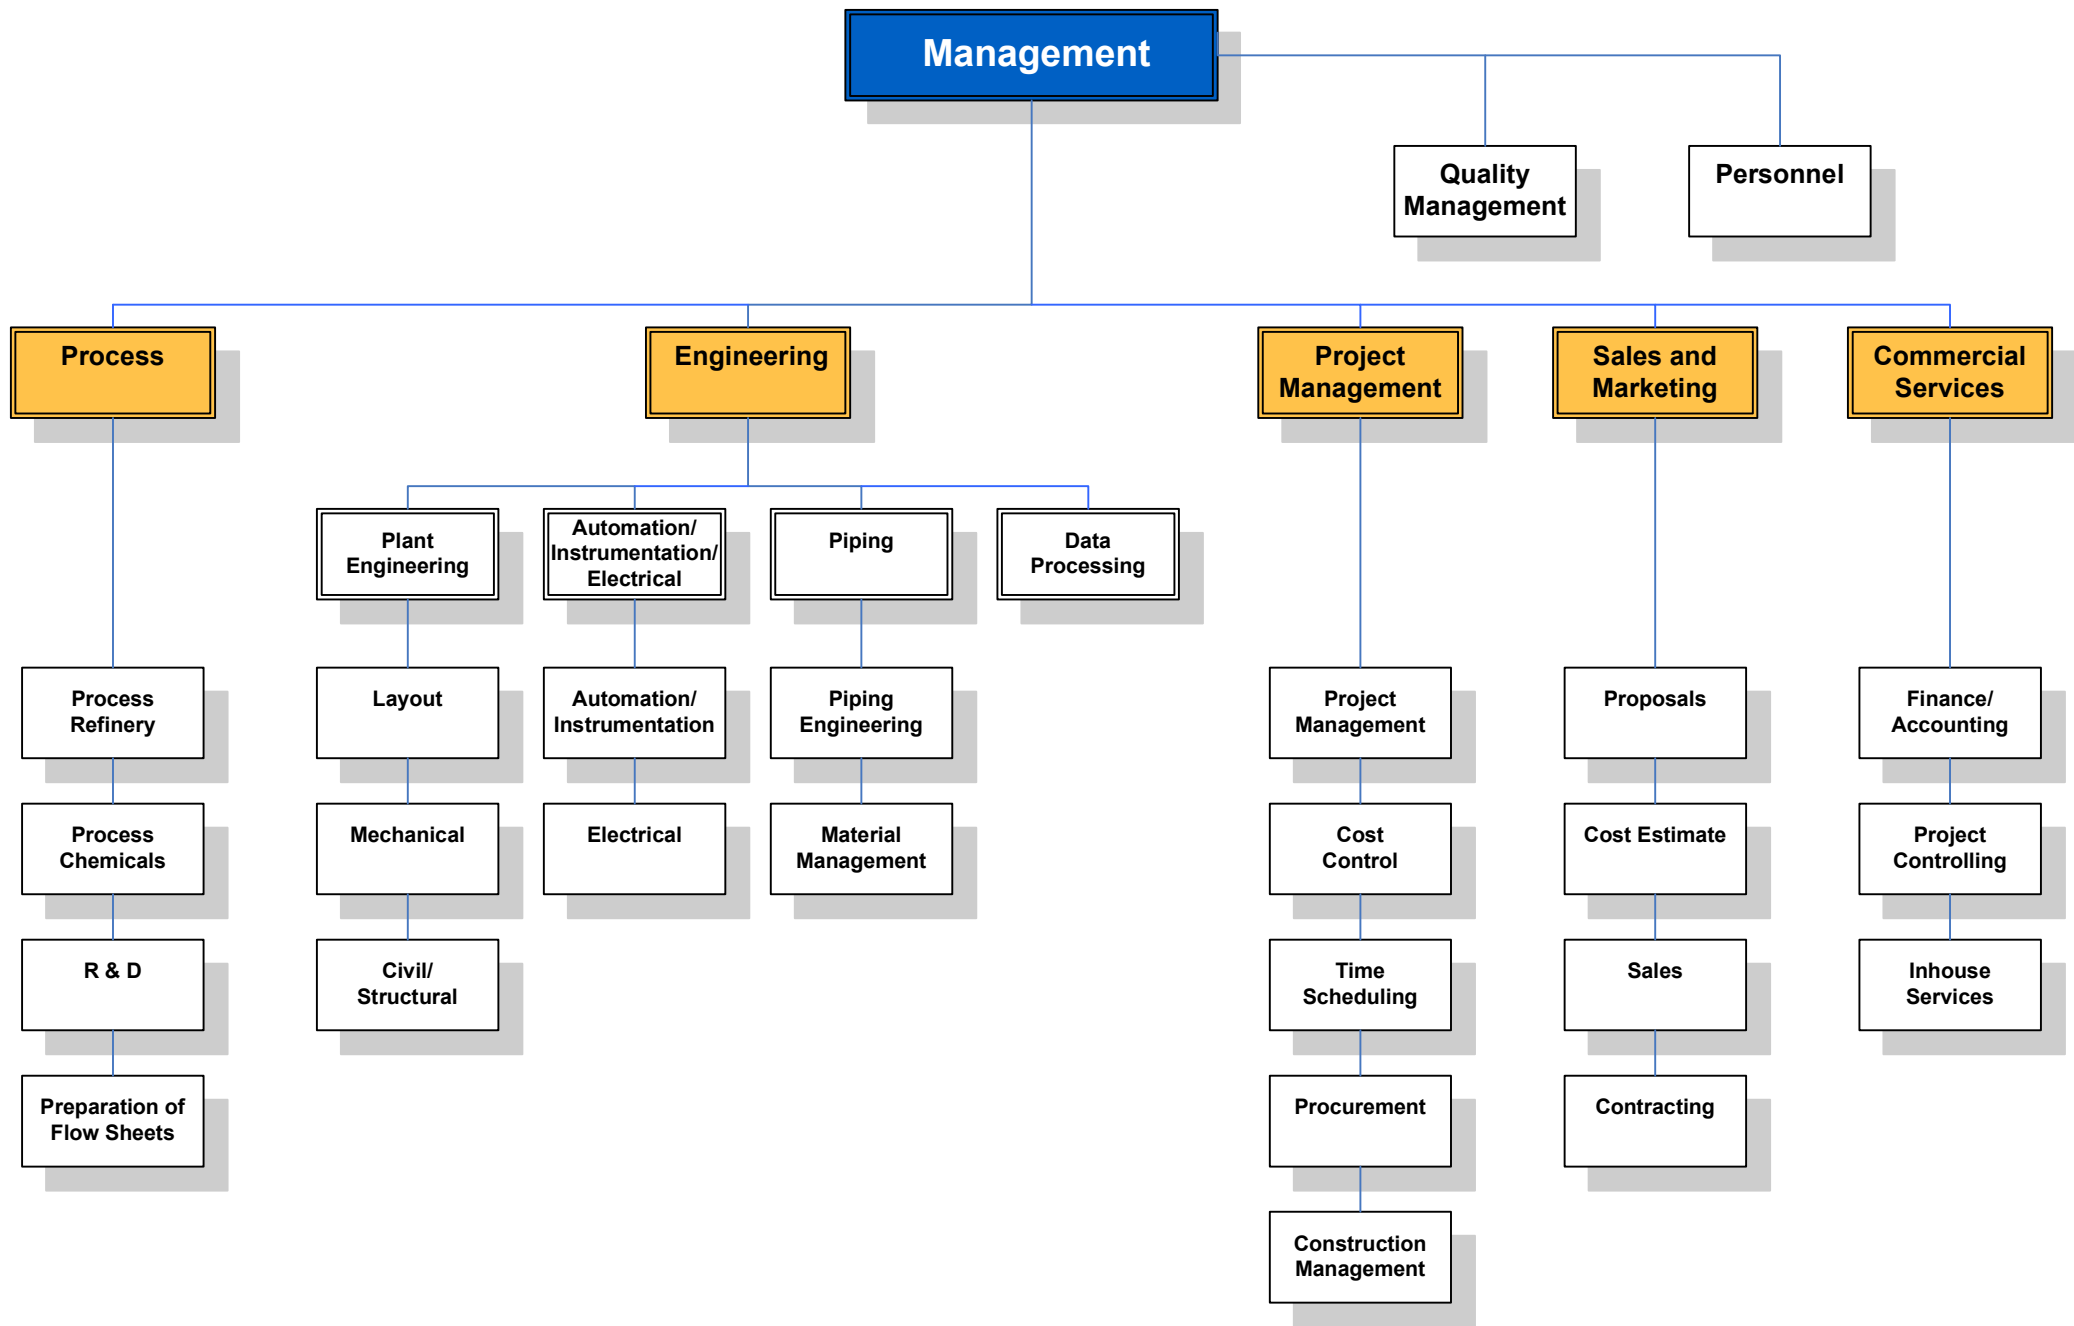 Management
Quality
Management
Personnel
Process
Engineering
Project
Management
Sales and
Marketing
Commercial
Services
Plant
Engineering
Automation/
Instrumentation/
Electrical
Piping
Data
Processing
Process
Refinery
Layout
Automation/
Instrumentation
Piping
Engineering
Project
Management
Proposals
Finance/
Accounting
Process
Chemicals
Mechanical
Electrical
Material
Management
Cost
Control
Cost Estimate
Project
Controlling
R & D
Civil/
Structural
Time
Scheduling
Sales
Inhouse
Services
Preparation of
Flow Sheets
Procurement
Contracting
Construction
Management